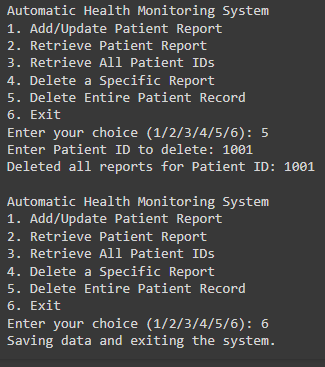 Automatic Health Monitoring System
1. Add/Update Patient Report
2. Retrieve Patient Report
3. Retrieve All Patient IDs
4. Delete a Specific Report
5. Delete Entire Patient Record
6. Exit
Enter your choice (1/2/3/4/5/6): 5
Enter Patient ID to delete: 1001
Deleted all reports for Patient ID: 1001

Automatic Health Monitoring System
1. Add/Update Patient Report
2. Retrieve Patient Report
3. Retrieve All Patient IDs
4. Delete a Specific Report
5. Delete Entire Patient Record
6. Exit
Enter your choice (1/2/3/4/5/6): 6
Saving data and exiting the system.